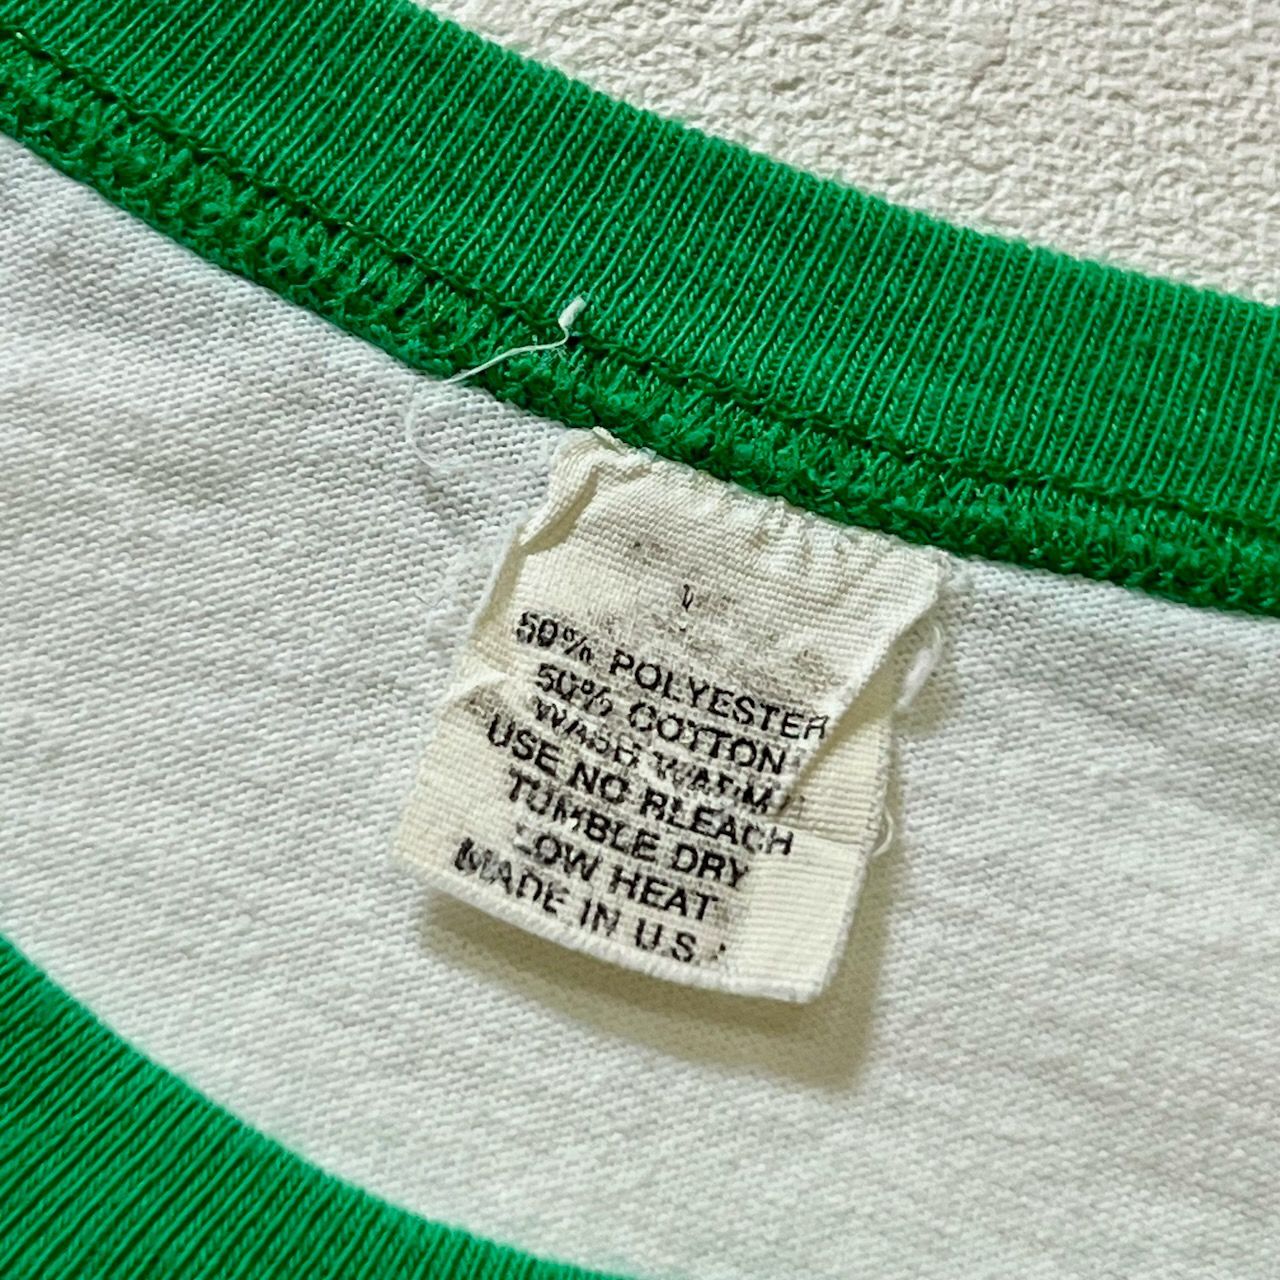 50% POLYESTER
50% COTTON
WASH WARM
USE NO BLEACH
TUMBLE DRY
LOW HEAT
MADE IN U.S.